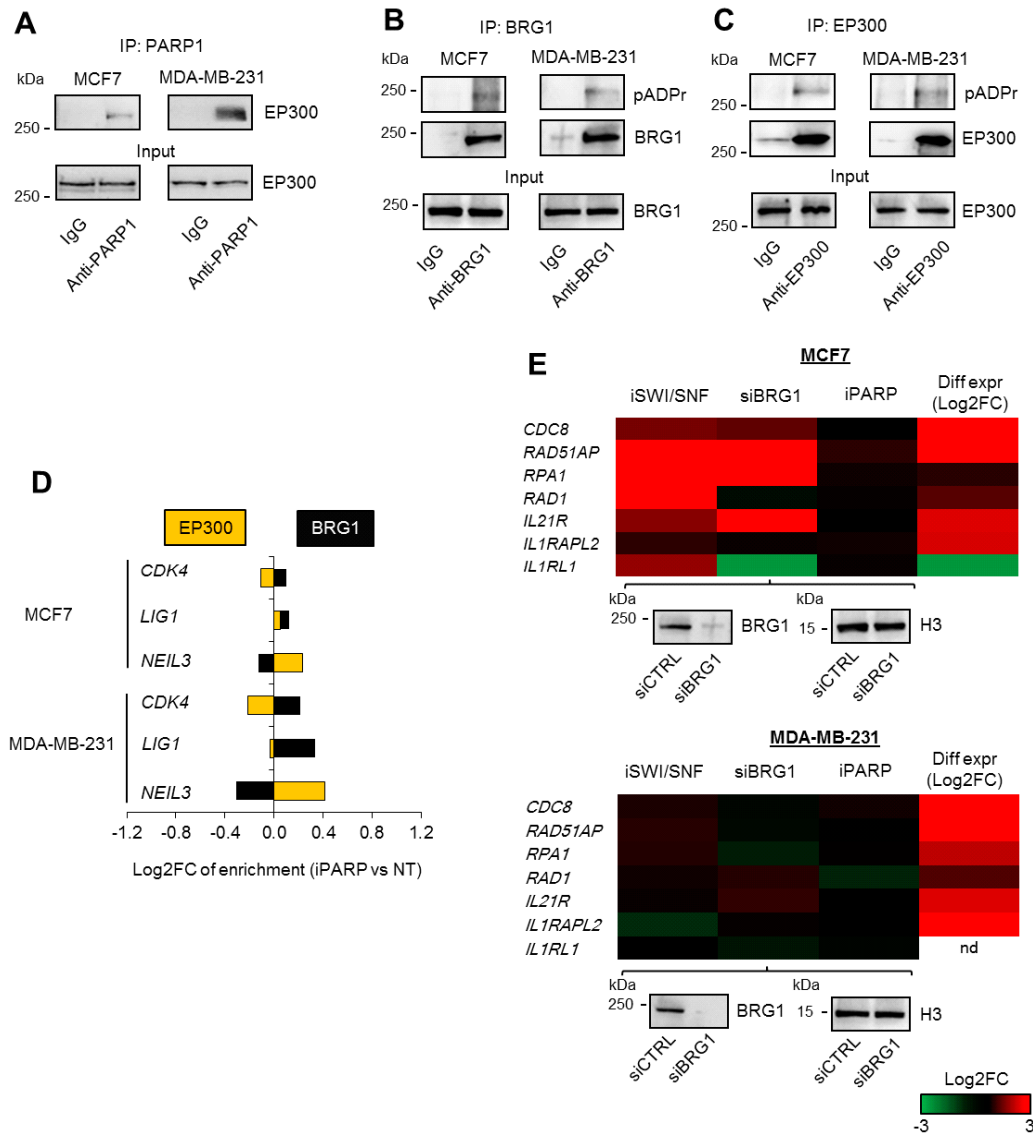 A
IP: PARP1
kDa
MCF7
MDA-MB-231
EP300
250
Input
EP300
250
IgG
Anti-PARP1
IgG
Anti-PARP1
B
IP: BRG1
kDa
MCF7
MDA-MB-231
250
pADPr
250
BRG1
Input
250
BRG1
IgG
Anti-BRG1
IgG
Anti-BRG1
C
IP: EP300
kDa
MCF7
MDA-MB-231
250
pADPr
250
EP300
Input
250
EP300
IgG
Anti-EP300
IgG
Anti-EP300
D
EP300
BRG1
MCF7
CDK4
LIG1
NEIL3
MDA-MB-231
CDK4
LIG1
NEIL3
-1.2 -0.8 -0.4 0.0 0.4 0.8 1.2
Log2FC of enrichment (iPARP vs NT)
E
MCF7
iSWI/SNF siBRG1 iPARP Diff expr
(Log2FC)
CDC8
RAD51AP
RPA1
RAD1
IL21R
IL1RAPL2
IL1RL1
kDa
250
BRG1
siCTRL
siBRG1
kDa
15
H3
siCTRL
siBRG1
MDA-MB-231
iSWI/SNF siBRG1 iPARP Diff expr
(Log2FC)
CDC8
RAD51AP
RPA1
RAD1
IL21R
IL1RAPL2
IL1RL1
nd
kDa
250
BRG1
siCTRL
siBRG1
kDa
15
H3
siCTRL
siBRG1
Log2FC
-3 3